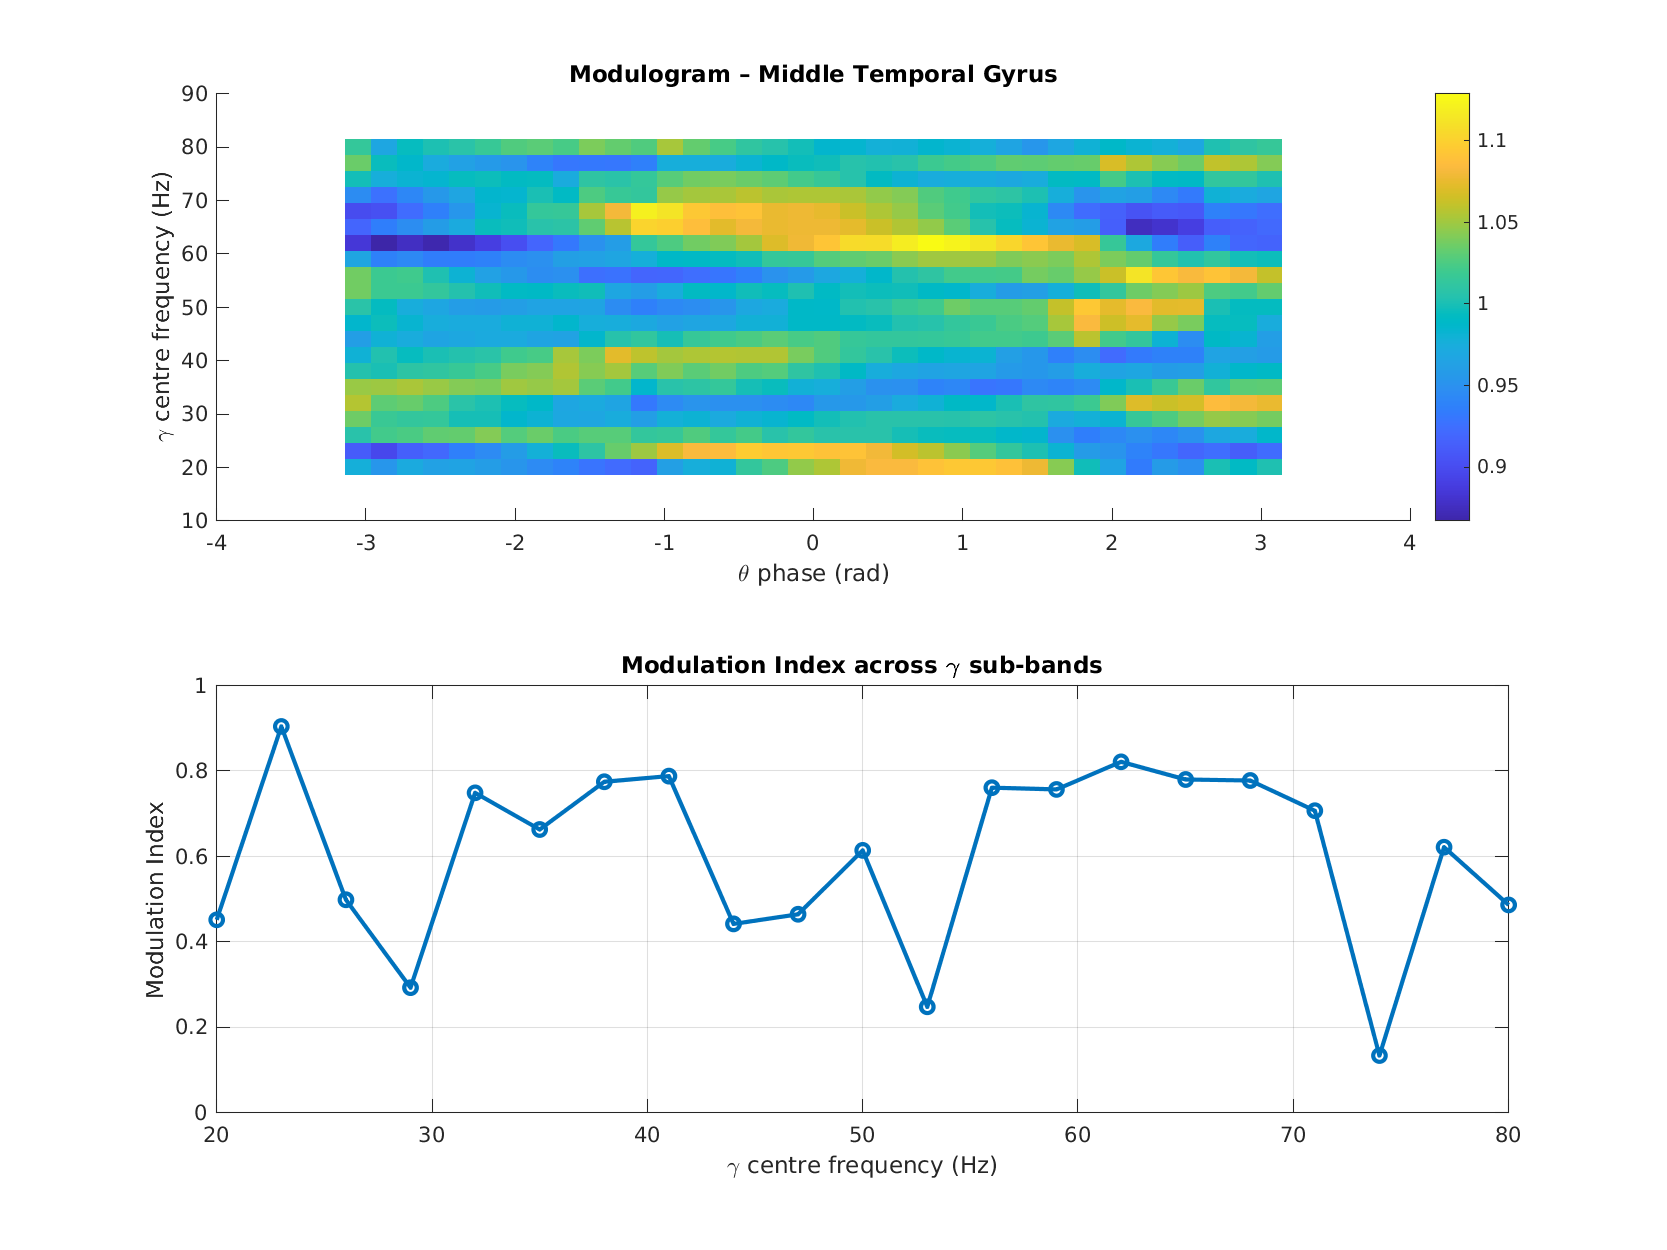 Modulogram – Middle Temporal Gyrus
90
80
70
60
50
40
30
20
10
γ centre frequency (Hz)
-4 -3 -2 -1 0 1 2 3 4
θ phase (rad)
1.1
1.05
1
0.95
0.9
Modulation Index across γ sub-bands
1
0.8
0.6
0.4
0.2
0
Modulation Index
20 30 40 50 60 70 80
γ centre frequency (Hz)